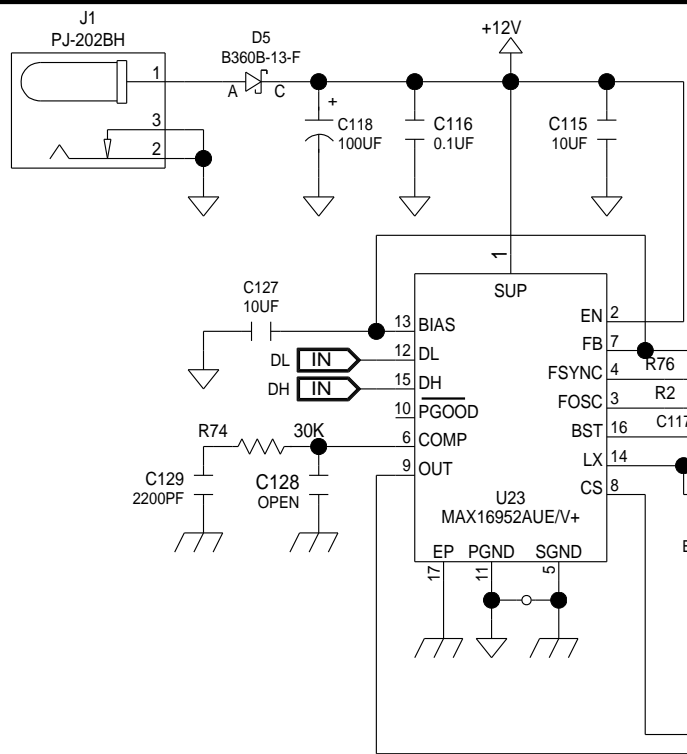 J1
PJ-202BH
1
3
2
D5
B360B-13-F
A C
+12V
+
C118
100UF
C116
0.1UF
C115
10UF
1
SUP
C127
10UF
13 BIAS
DL IN 12 DL
DH IN 15 DH
10 PGOOD
R74 30K 6 COMP
9 OUT
C129
2200PF
C128
OPEN
EN 2
FB 7
R76
FSYNC 4
FOSC 3 R2
BST 16 C117
LX 14
CS 8
U23
MAX16952AUE/V+
EP PGND SGND
17 11 5